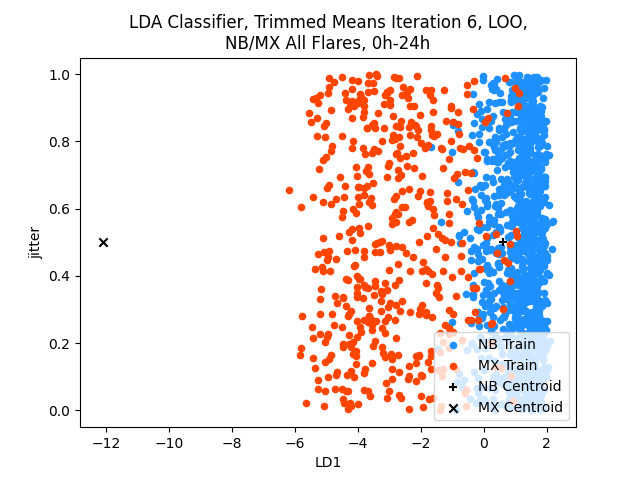 LDA Classifier, Trimmed Means Iteration 6, LOO,
NB/MX All Flares, 0h-24h
1.0
0.8
0.6
0.4
0.2
0.0
jitter
−12
−10
−8
−6
−4
−2
0
2
LD1
NB Train
MX Train
NB Centroid
MX Centroid